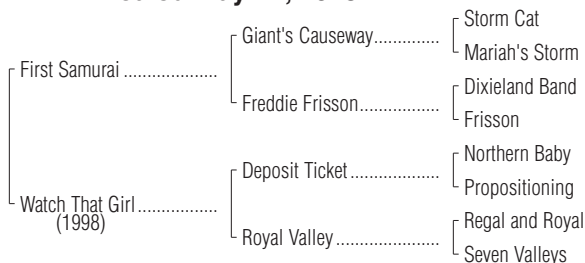 Storm Cat
Giant's Causeway..............
Mariah's Storm
First Samurai ....................
Dixieland Band
Freddie Frisson.................
Frisson
Northern Baby
Deposit Ticket...................
Propositioning
Watch That Girl.................
(1998)
Regal and Royal
Royal Valley ......................
Seven Valleys